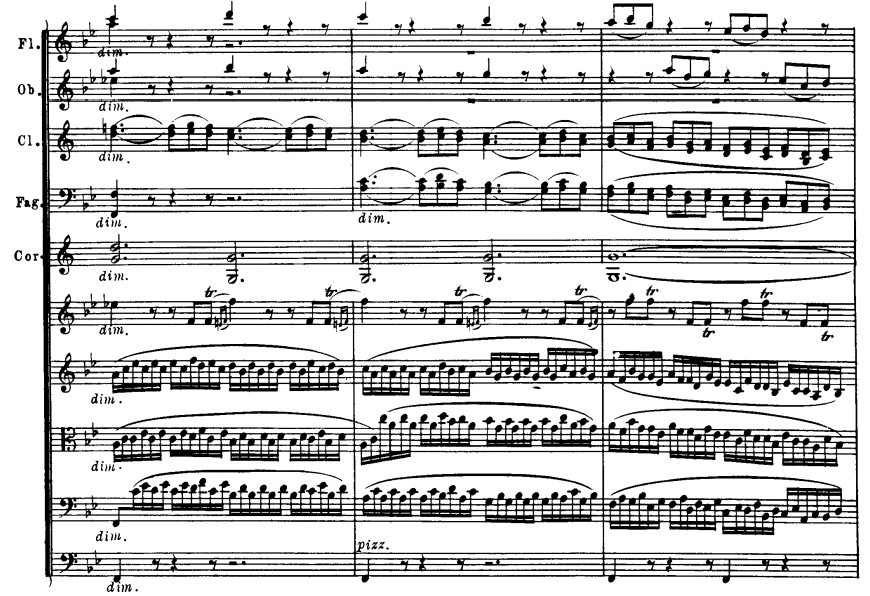 Fl.
dim.
Ob.
dim.
Cl.
dim.
Fag.
dim.
dim.
Cor.
dim.
tr
tr
tr
tr
tr
tr
tr
dim.
dim.
dim.
dim.
pizz.
dim.